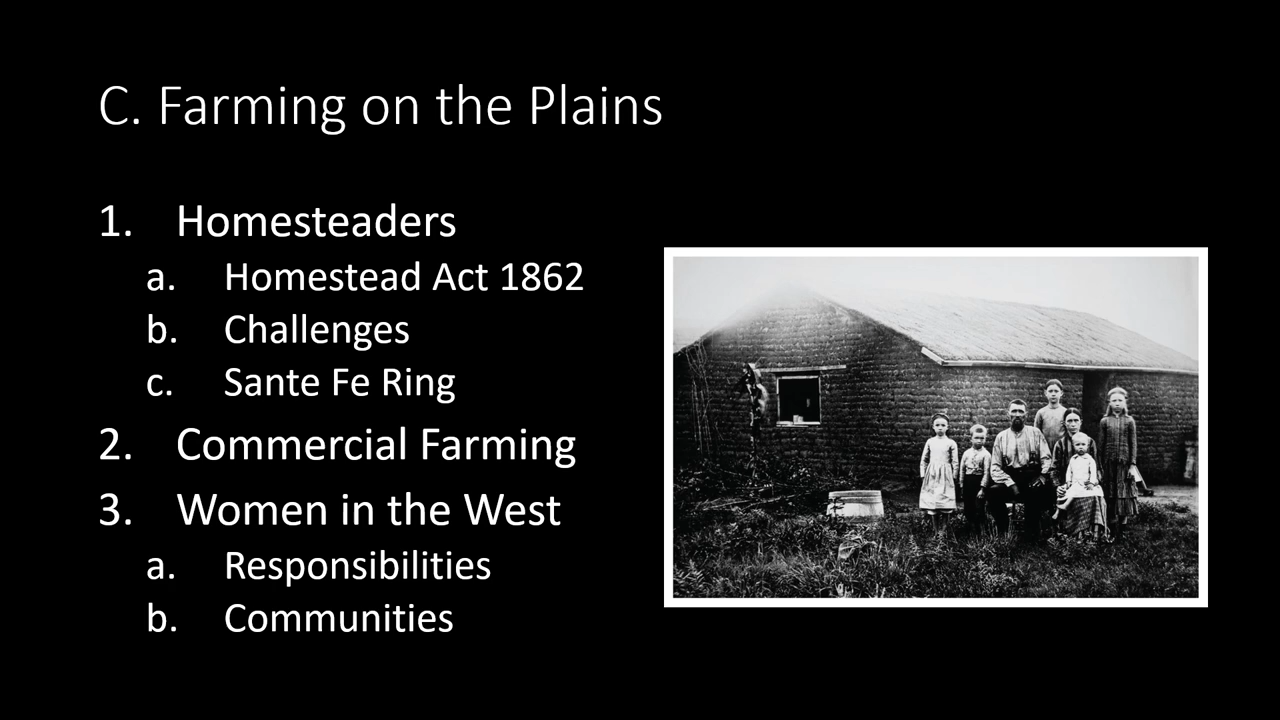 C. Farming on the Plains
1. Homesteaders
a. Homestead Act 1862
b. Challenges
c. Sante Fe Ring
2. Commercial Farming
3. Women in the West
a. Responsibilities
b. Communities